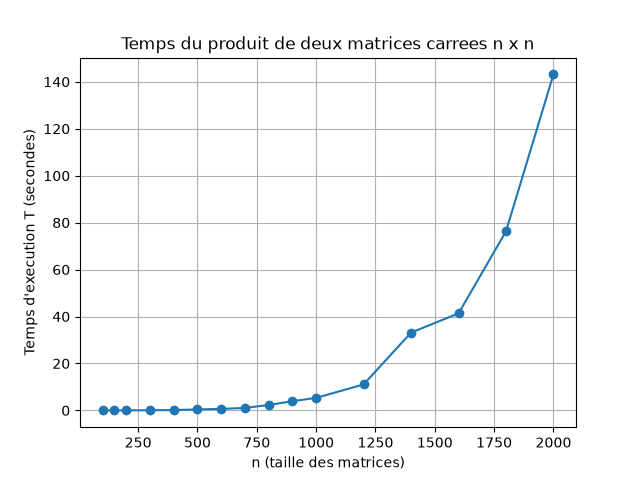 Temps du produit de deux matrices carrees n x n
Temps d'execution T (secondes)
140
120
100
80
60
40
20
0
250 500 750 1000 1250 1500 1750 2000
n (taille des matrices)